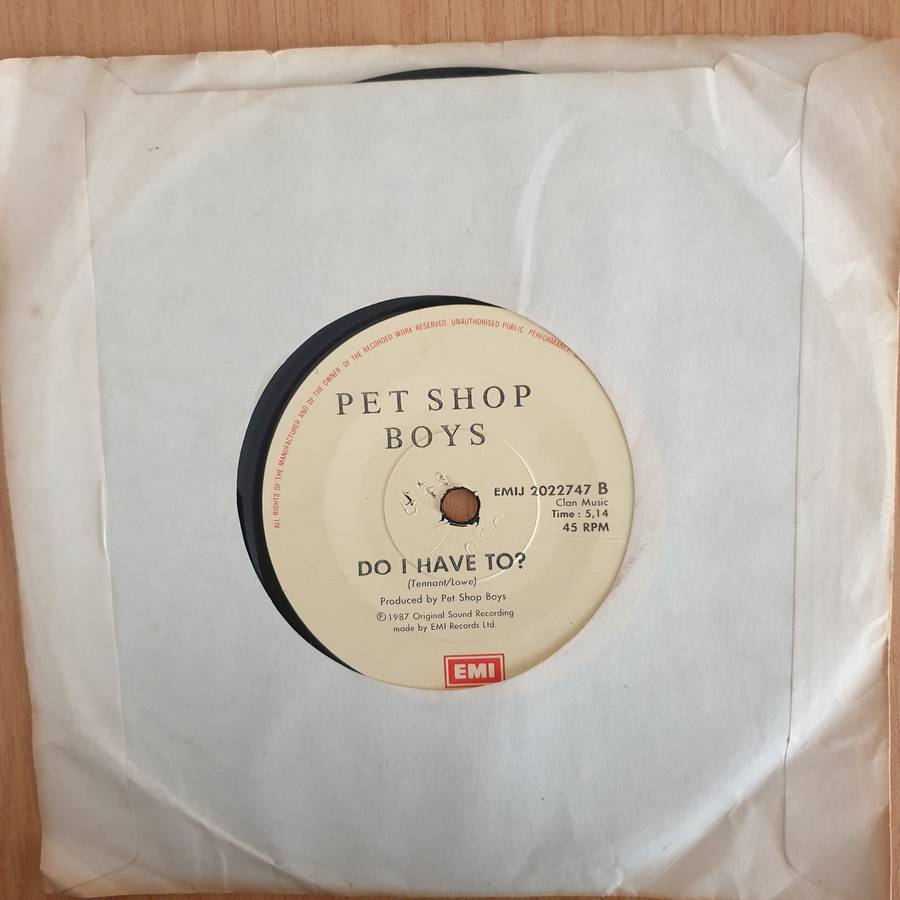 ALL RIGHTS OF THE MANUFACTURER AND OF THE OWNER OF THE RECORDED WORK RESERVED. UNAUTHORISED PUBLIC PERFORMANCE
PET SHOP
BOYS
EMIJ 2022747 B
Clan Music
Time : 5,14
45 RPM
DO I HAVE TO?
(Tennant/Lowe)
Produced by Pet Shop Boys
℗ 1987 Original Sound Recording
made by EMI Records Ltd.
EMI